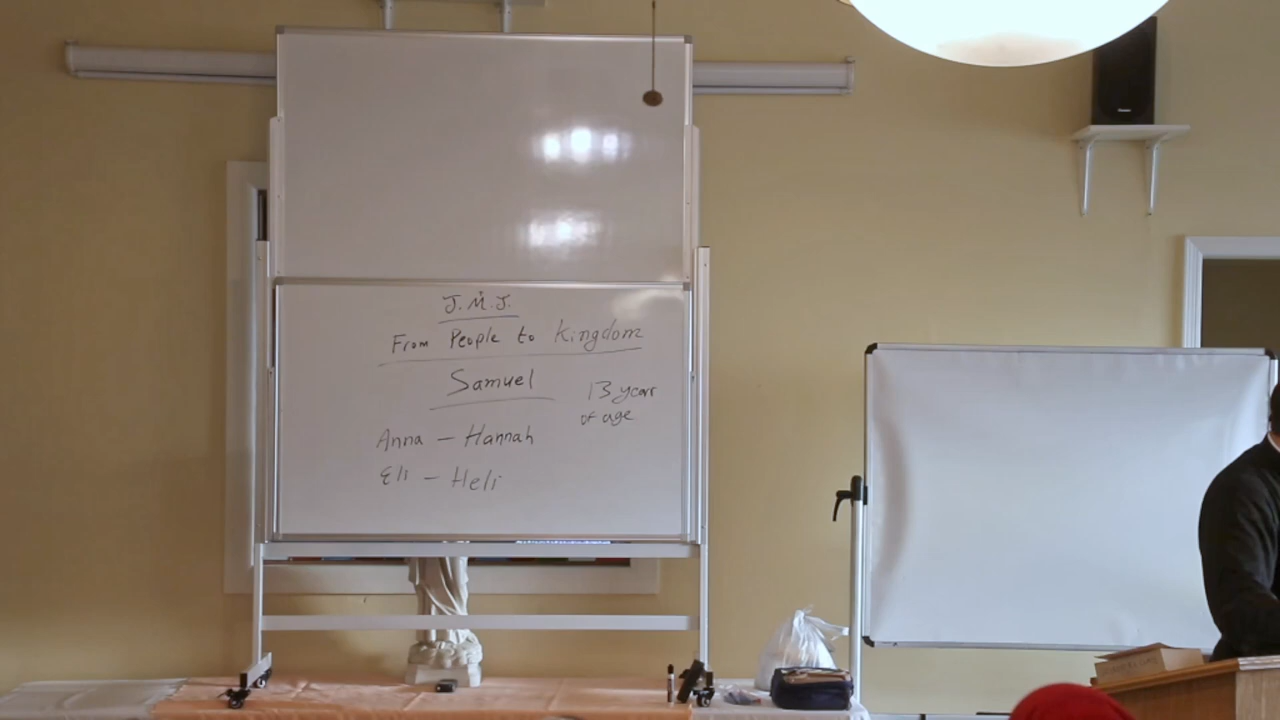 J.M.J.
From People to Kingdom
Samuel
13 years
of age
Anna — Hannah
Eli — Heli